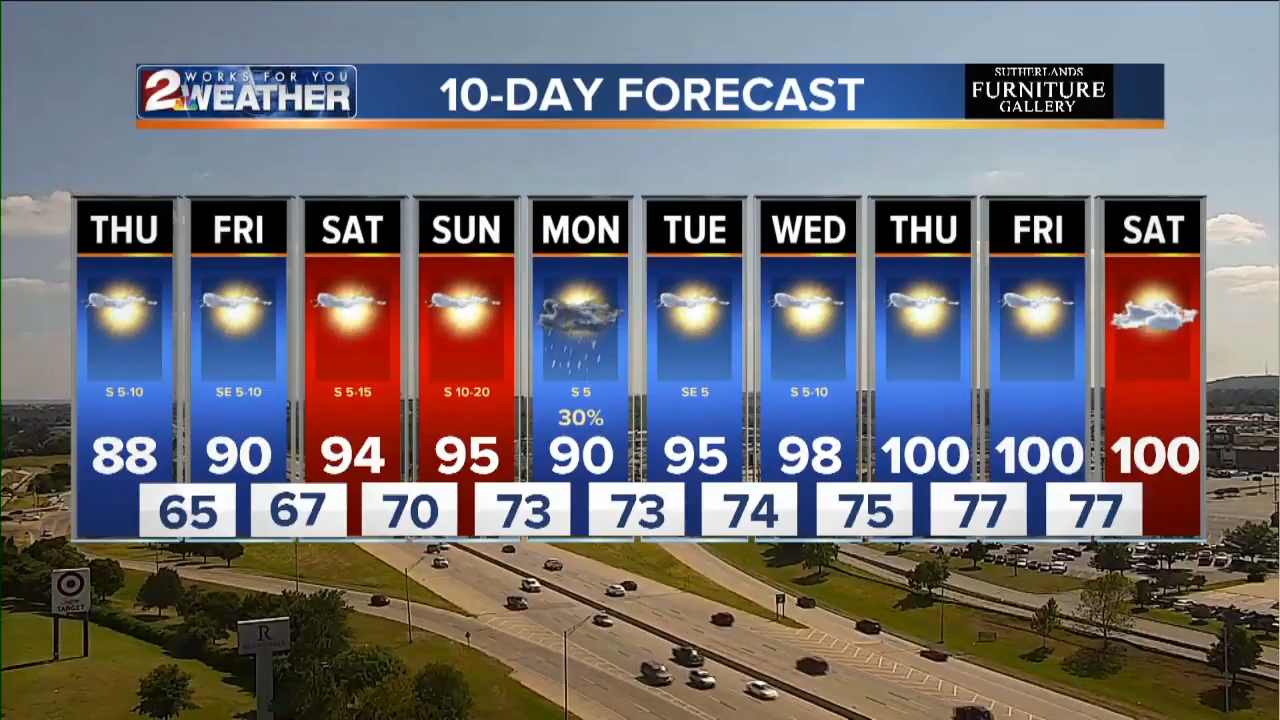 2 WORKS FOR YOU
WEATHER
10-DAY FORECAST
SUTHERLANDS
FURNITURE
GALLERY
THU FRI SAT SUN MON TUE WED THU FRI SAT
S 5-10 SE 5-10 S 5-15 S 10-20 S 5 SE 5 S 5-10
30%
88 90 94 95 90 95 98 100 100 100
65 67 70 73 73 74 75 77 77
TARGET
R